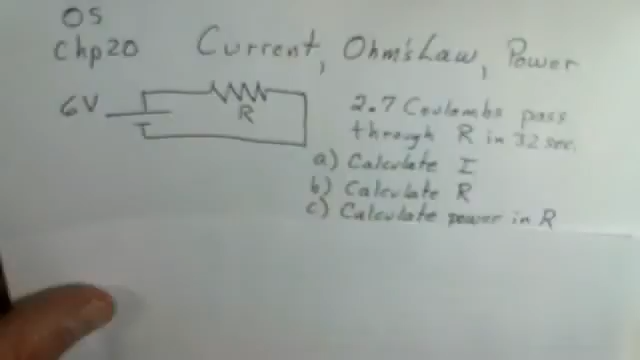 OS
Chp20
Current, Ohm's Law, Power
6V
R
2.7 Coulombs pass
through R in 32 sec.
a) Calculate I
b) Calculate R
c) Calculate power in R